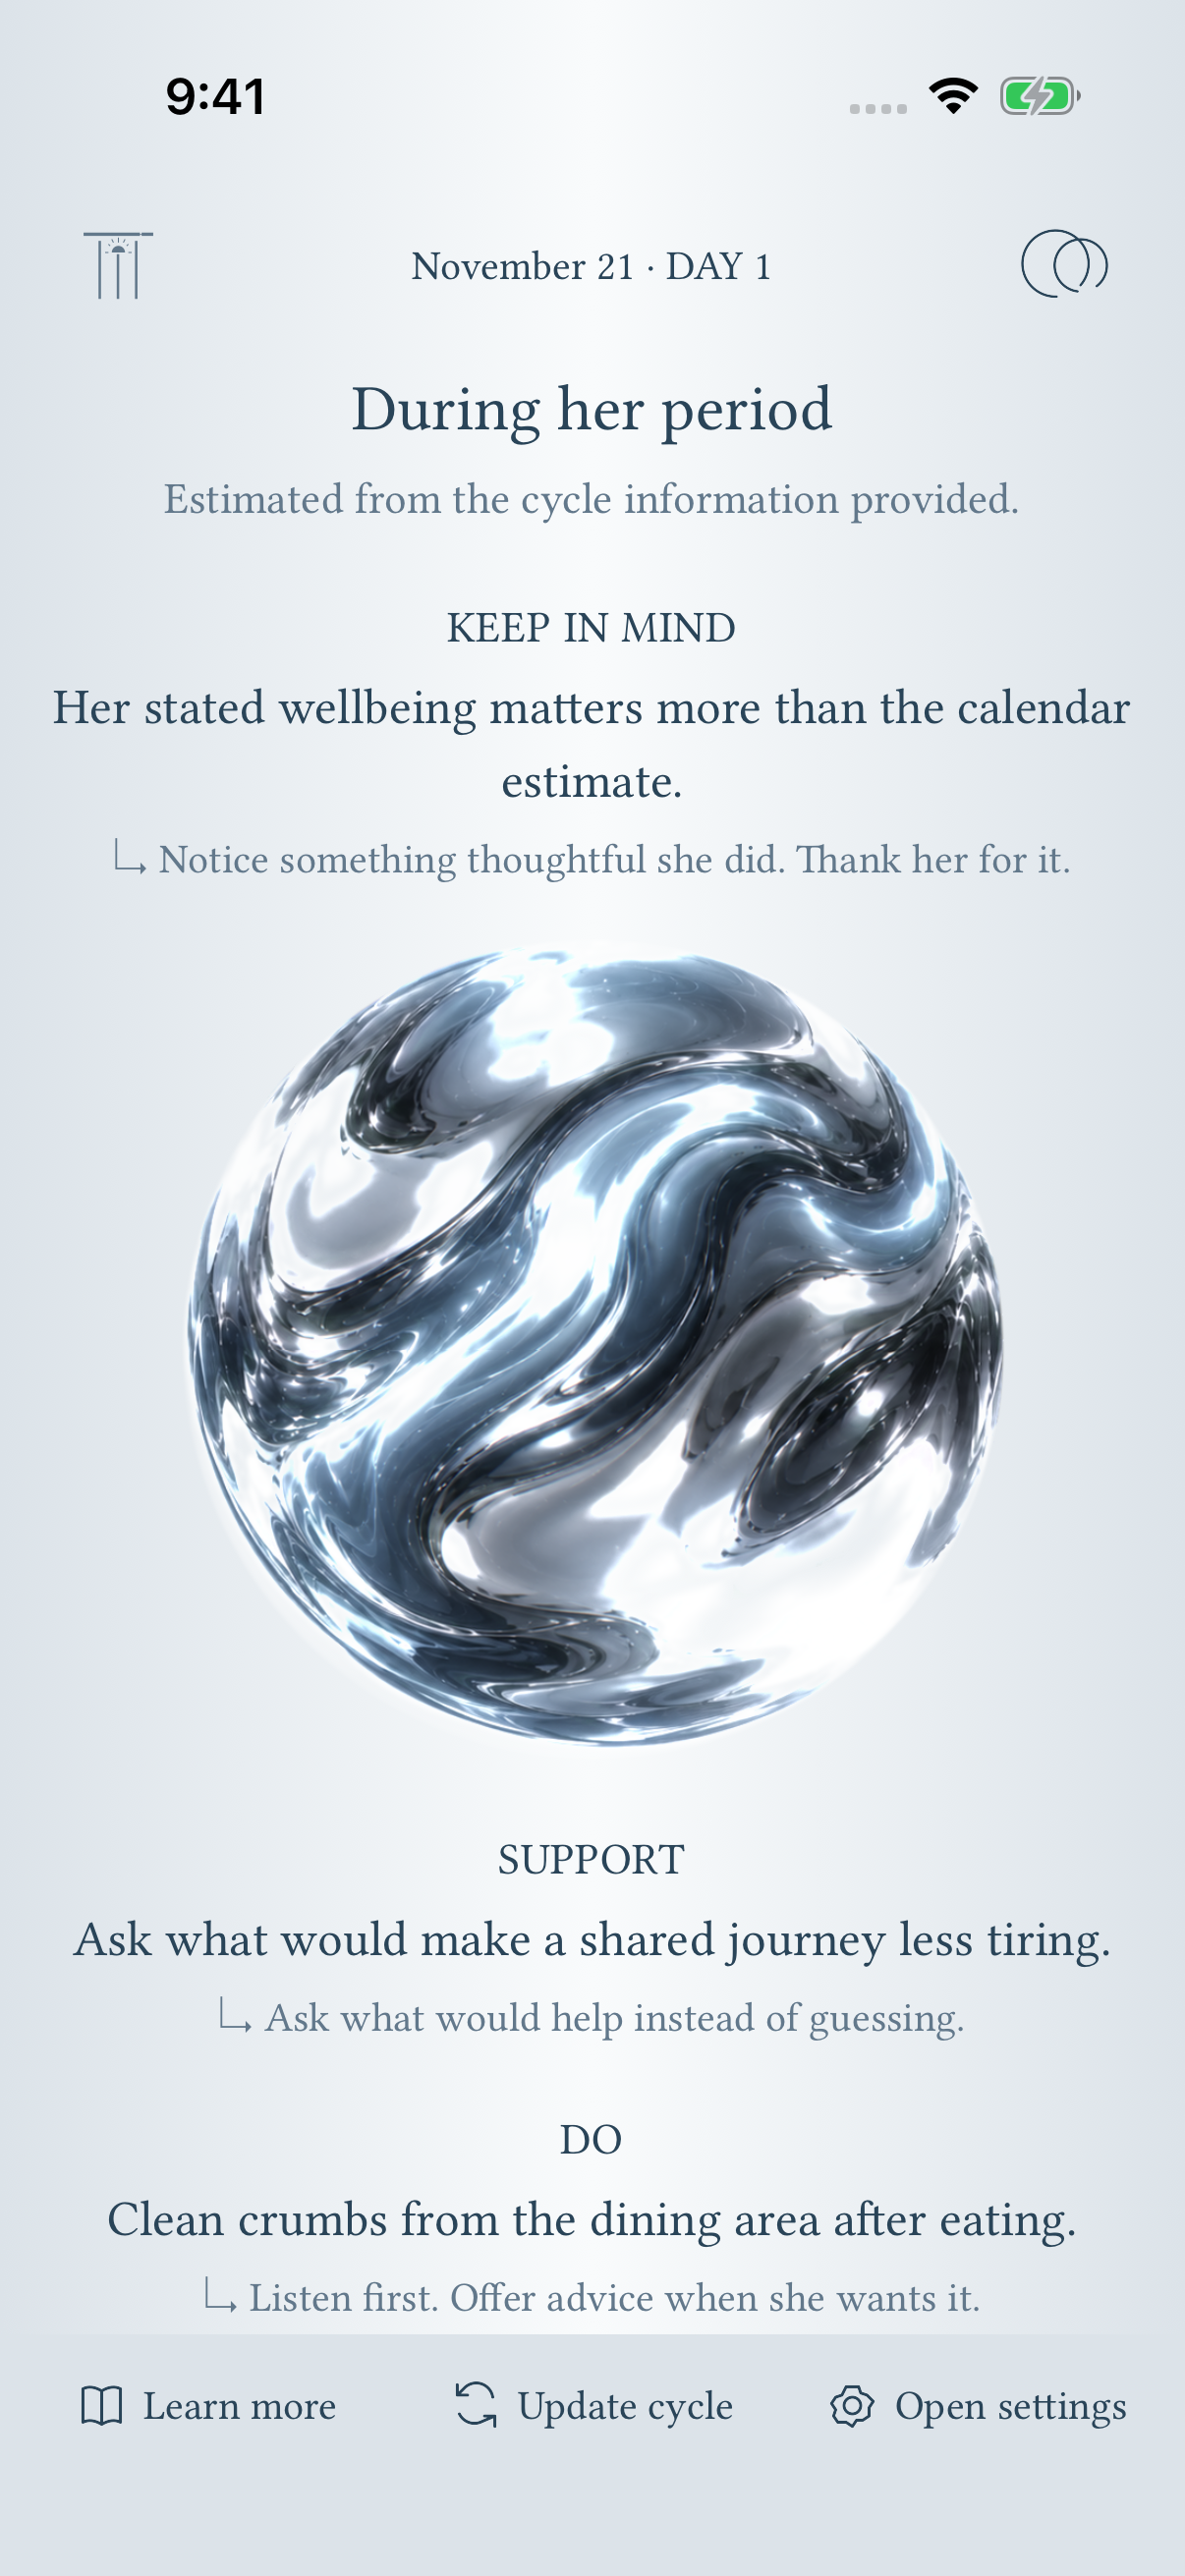 9:41
November 21 · DAY 1
During her period
Estimated from the cycle information provided.
KEEP IN MIND
Her stated wellbeing matters more than the calendar
estimate.
Notice something thoughtful she did. Thank her for it.
SUPPORT
Ask what would make a shared journey less tiring.
Ask what would help instead of guessing.
DO
Clean crumbs from the dining area after eating.
Listen first. Offer advice when she wants it.
Learn more
Update cycle
Open settings